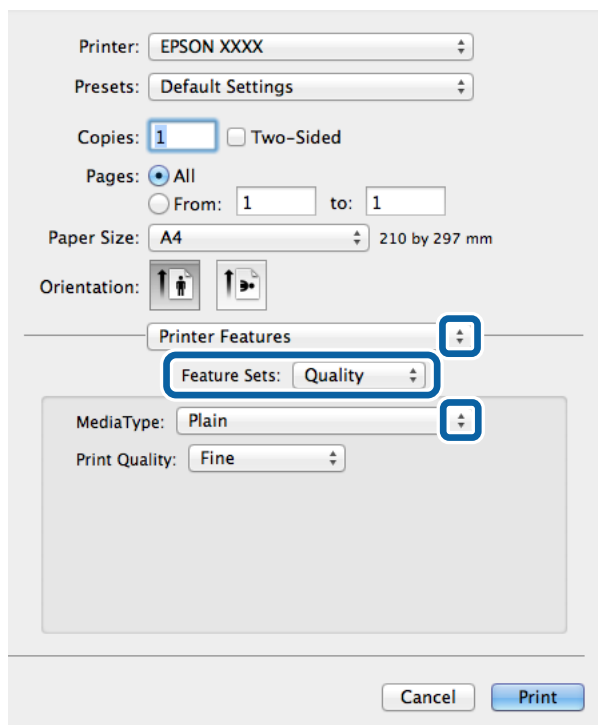 Printer: EPSON XXXX
Presets: Default Settings
Copies: 1 Two-Sided
Pages: All
From: 1 to: 1
Paper Size: A4 210 by 297 mm
Orientation:
Printer Features
Feature Sets: Quality
MediaType: Plain
Print Quality: Fine
Cancel Print